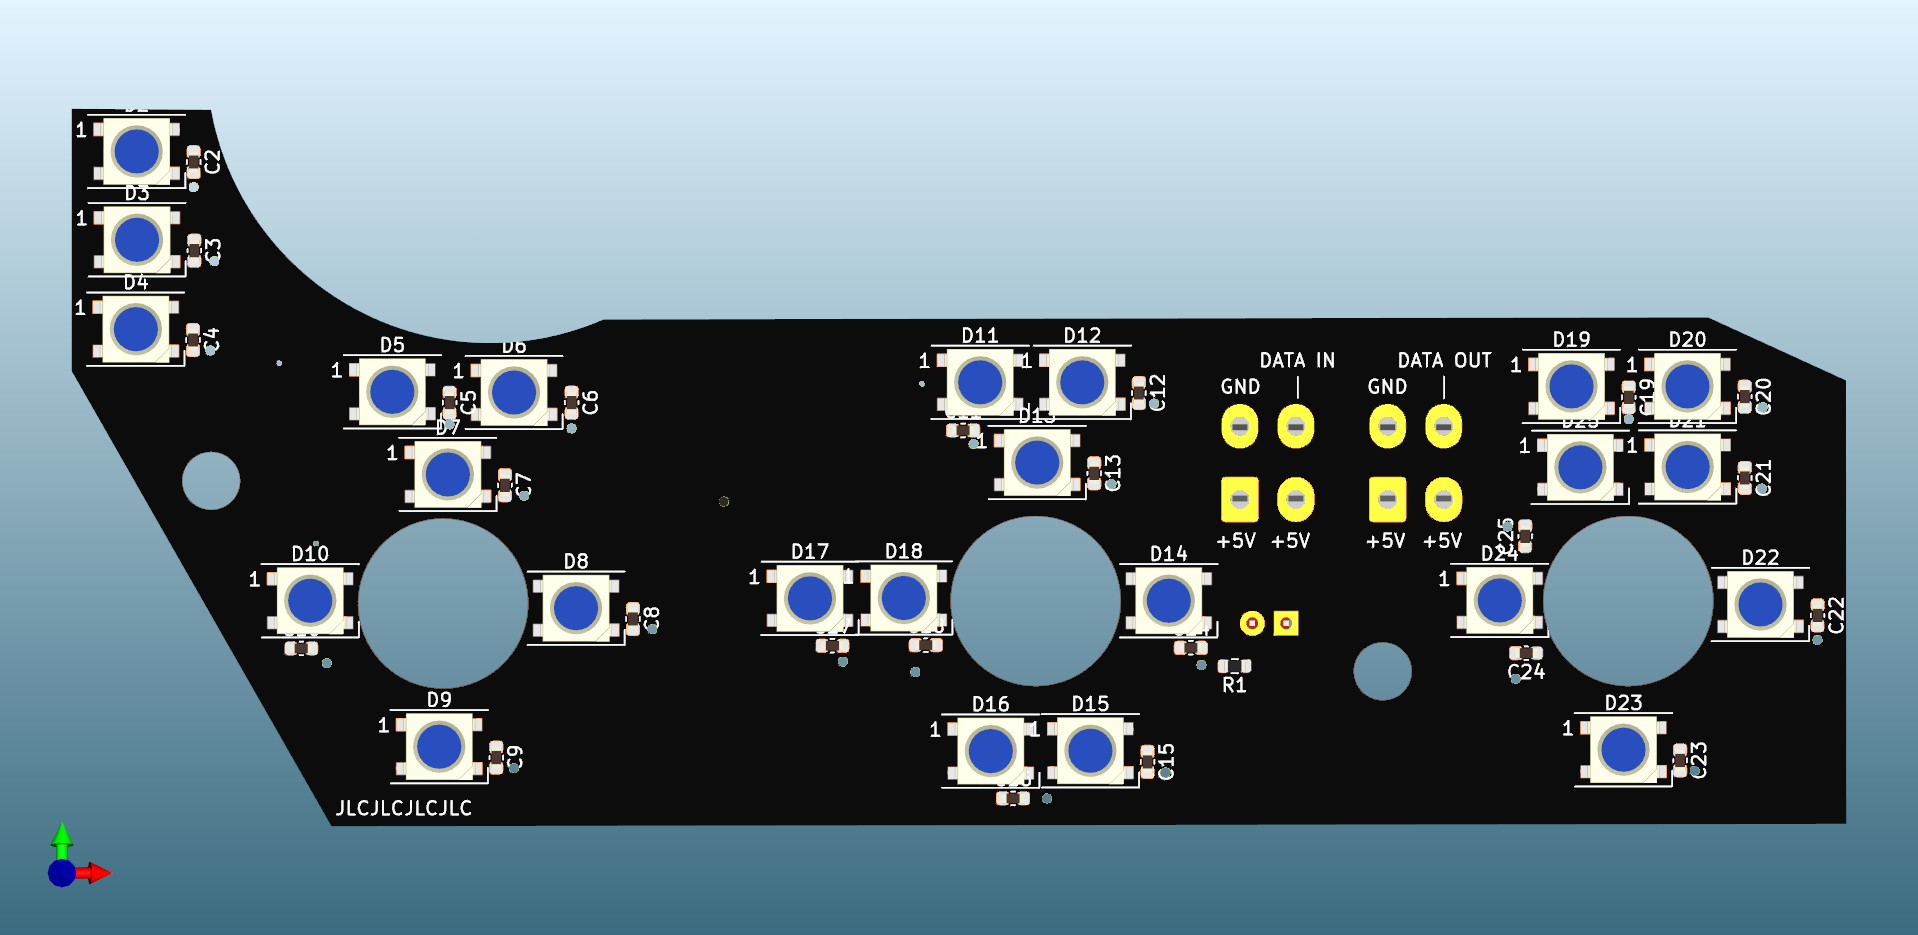 1
C2
D3
1
C3
D4
1
C4
D5
1
C5
D6
1
C6
D7
1
C7
D11
1
D12
1
C12
D13
1
C13
DATA IN
DATA OUT
GND
GND
+5V
+5V
+5V
+5V
D19
1
C19
D20
1
C20
1
1
C21
D10
1
D8
C8
D17
1
D18
D14
R1
C25
D24
1
C24
D22
C22
D9
1
C9
D16
1
D15
1
C15
D23
1
C23
JLCJLCJLCJLC